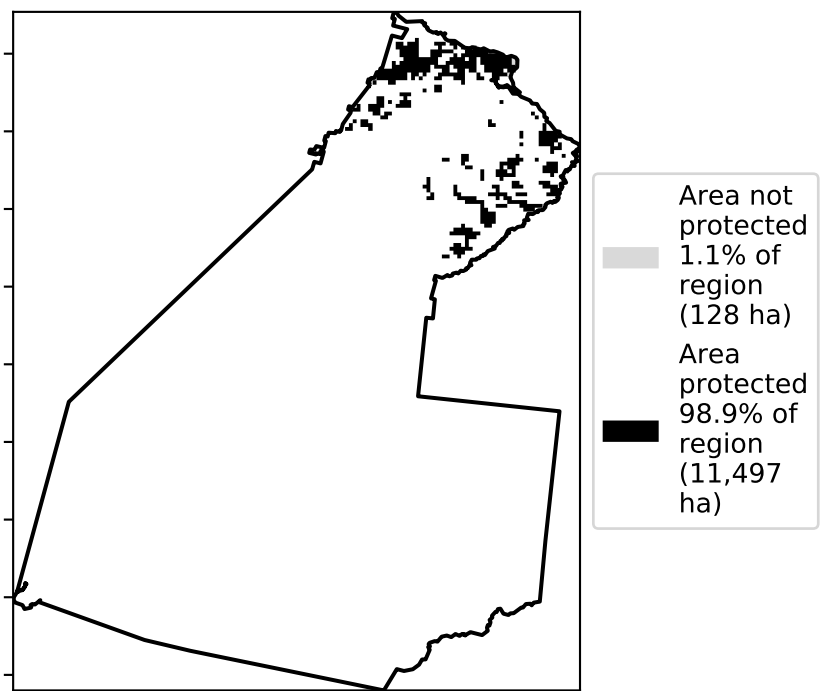 Area not
protected
1.1% of
region
(128 ha)
Area
protected
98.9% of
region
(11,497
ha)